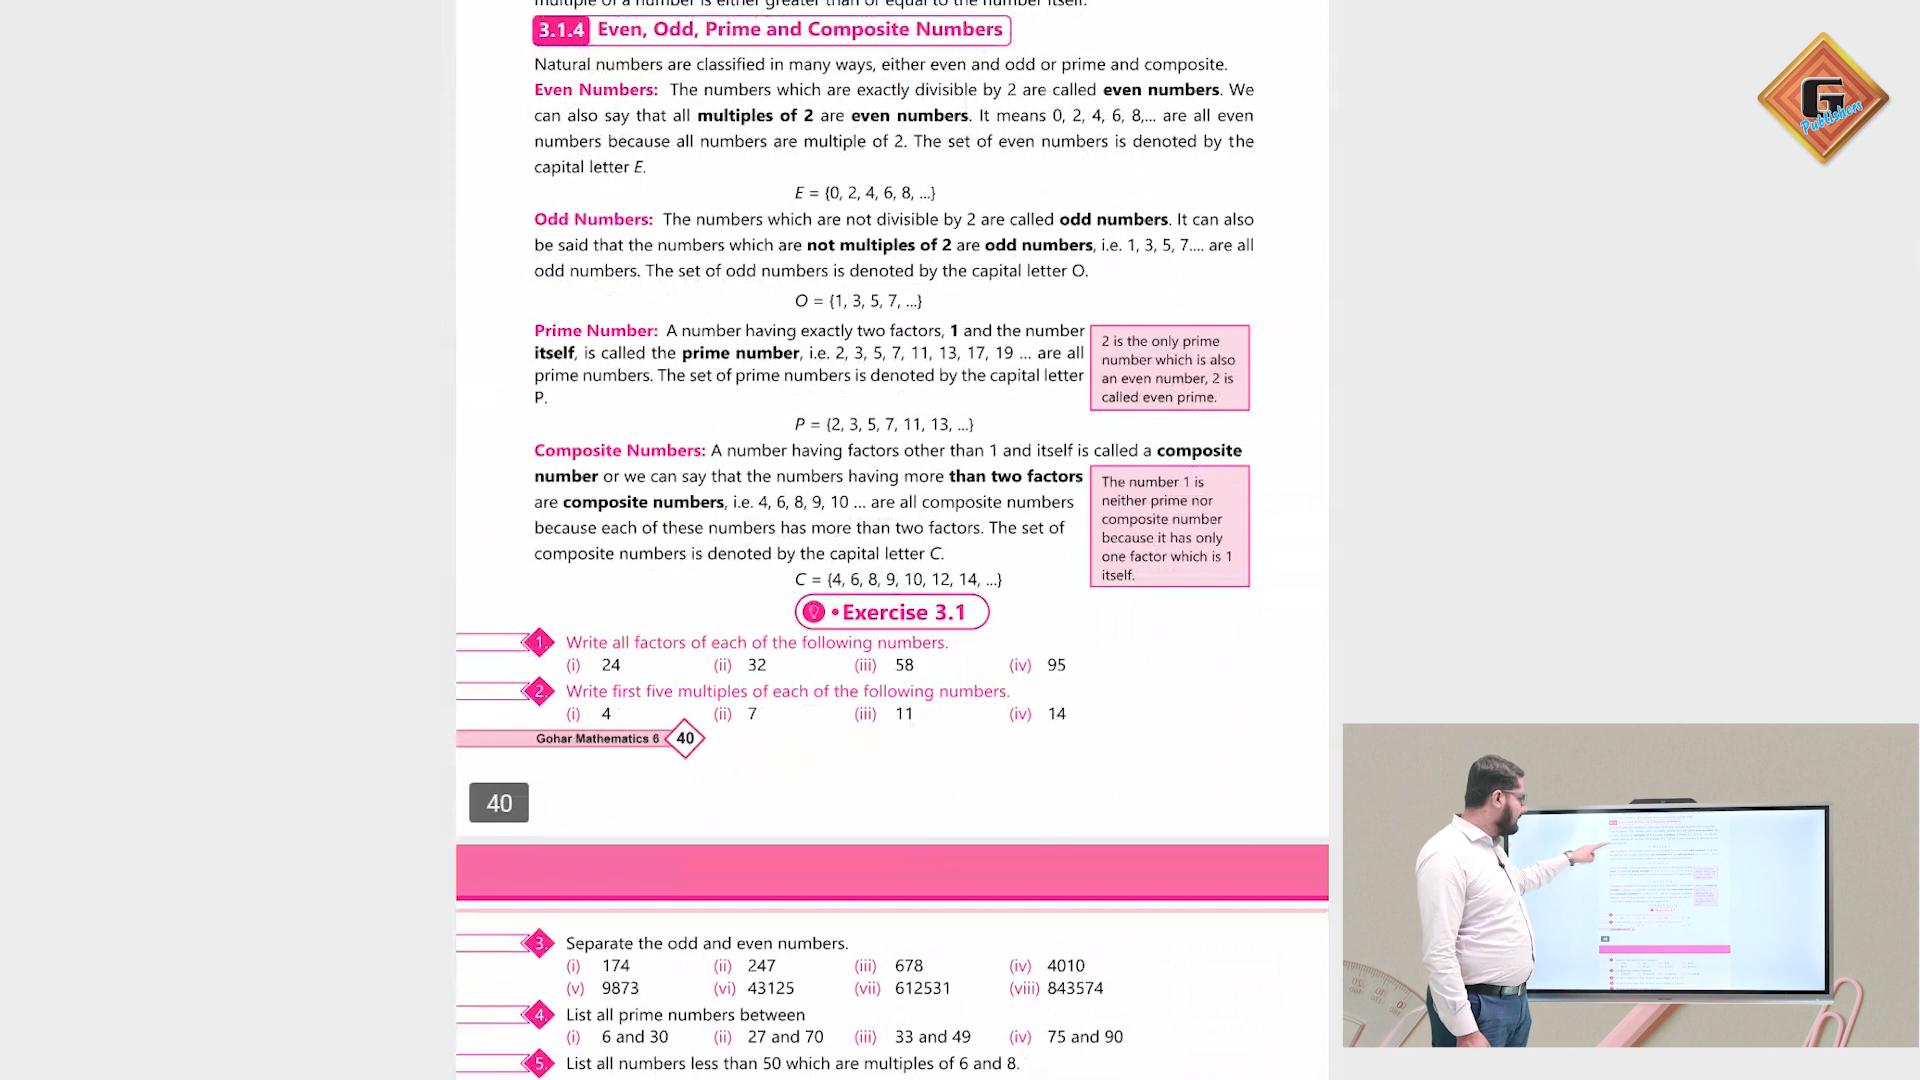 multiple of a number is either greater than or equal to the number itself.
3.1.4 Even, Odd, Prime and Composite Numbers
Natural numbers are classified in many ways, either even and odd or prime and composite.
Even Numbers: The numbers which are exactly divisible by 2 are called even numbers. We
can also say that all multiples of 2 are even numbers. It means 0, 2, 4, 6, 8,... are all even
numbers because all numbers are multiple of 2. The set of even numbers is denoted by the
capital letter E.
E = {0, 2, 4, 6, 8, ...}
Odd Numbers: The numbers which are not divisible by 2 are called odd numbers. It can also
be said that the numbers which are not multiples of 2 are odd numbers, i.e. 1, 3, 5, 7.... are all
odd numbers. The set of odd numbers is denoted by the capital letter O.
O = {1, 3, 5, 7, ...}
Prime Number: A number having exactly two factors, 1 and the number
itself, is called the prime number, i.e. 2, 3, 5, 7, 11, 13, 17, 19 ... are all
prime numbers. The set of prime numbers is denoted by the capital letter
P.
2 is the only prime
number which is also
an even number, 2 is
called even prime.
P = {2, 3, 5, 7, 11, 13, ...}
Composite Numbers: A number having factors other than 1 and itself is called a composite
number or we can say that the numbers having more than two factors
are composite numbers, i.e. 4, 6, 8, 9, 10 ... are all composite numbers
because each of these numbers has more than two factors. The set of
composite numbers is denoted by the capital letter C.
The number 1 is
neither prime nor
composite number
because it has only
one factor which is 1
itself.
C = {4, 6, 8, 9, 10, 12, 14, ...}
• Exercise 3.1
1. Write all factors of each of the following numbers.
(i) 24 (ii) 32 (iii) 58 (iv) 95
2. Write first five multiples of each of the following numbers.
(i) 4 (ii) 7 (iii) 11 (iv) 14
Gohar Mathematics 6 40
40
3. Separate the odd and even numbers.
(i) 174 (ii) 247 (iii) 678 (iv) 4010
(v) 9873 (vi) 43125 (vii) 612531 (viii) 843574
4. List all prime numbers between
(i) 6 and 30 (ii) 27 and 70 (iii) 33 and 49 (iv) 75 and 90
5. List all numbers less than 50 which are multiples of 6 and 8.
G
Publishers